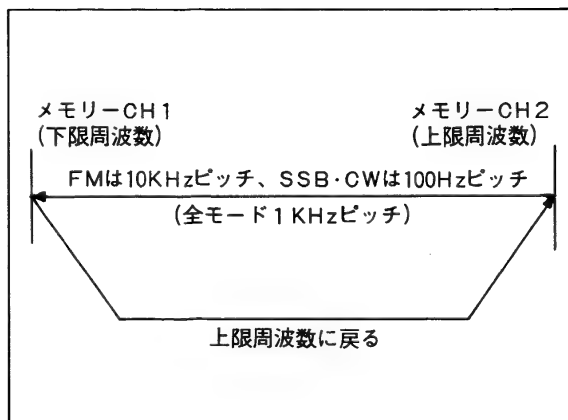 メモリーCH1
(下限周波数)
メモリーCH2
(上限周波数)
FMは10KHzピッチ、SSB・CWは100Hzピッチ
(全モード1KHzピッチ)
上限周波数に戻る